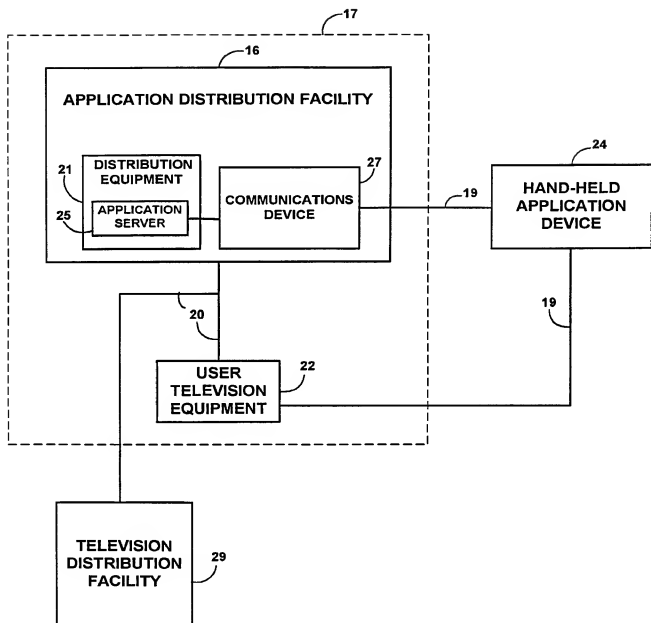 17
16
APPLICATION DISTRIBUTION FACILITY
21
DISTRIBUTION
EQUIPMENT
25
APPLICATION
SERVER
27
COMMUNICATIONS
DEVICE
19
24
HAND-HELD
APPLICATION
DEVICE
19
20
USER
TELEVISION
EQUIPMENT
22
TELEVISION
DISTRIBUTION
FACILITY
29